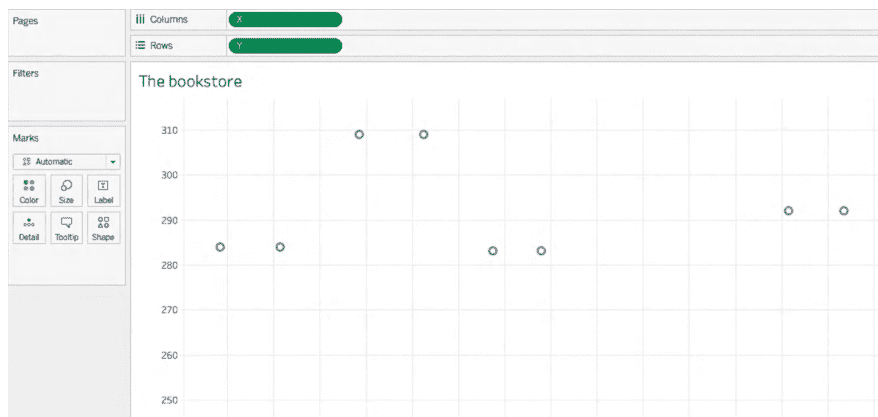 Pages
Columns
X
Rows
Y
Filters
The bookstore
Marks
Automatic
Color
Size
Label
Detail
Tooltip
Shape
T
310
300
290
280
270
260
250